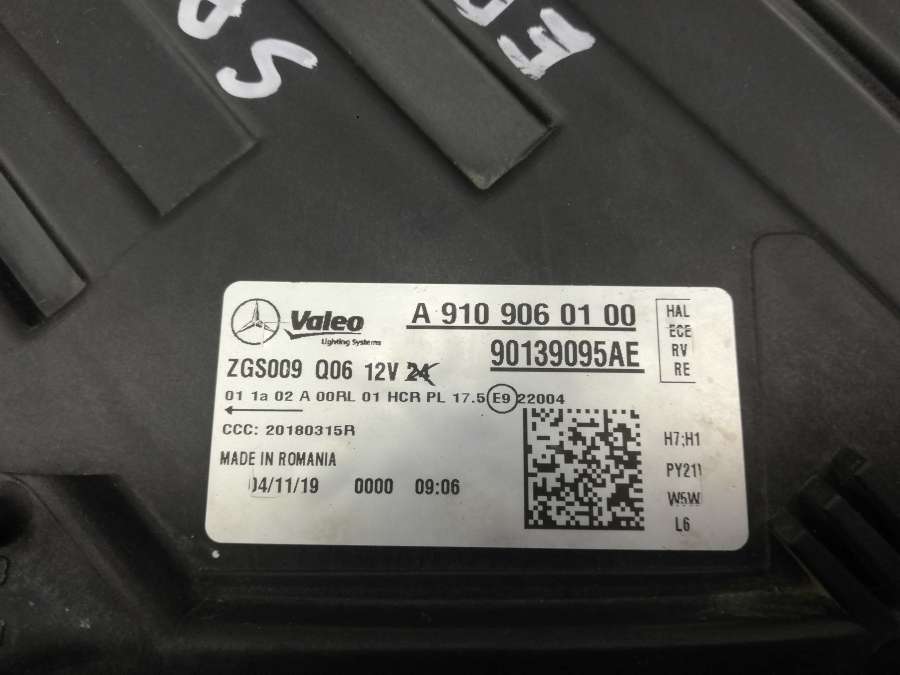 Valeo
Lighting Systems
A 910 906 01 00
90139095AE
HAL
ECE
RV
RE
ZGS009 Q06 12V 24
01 1a 02 A 00RL 01 HCR PL 17.5 E9 22004
CCC: 20180315R
MADE IN ROMANIA
04/11/19 0000 09:06
H7;H1
PY21
W5W
L6